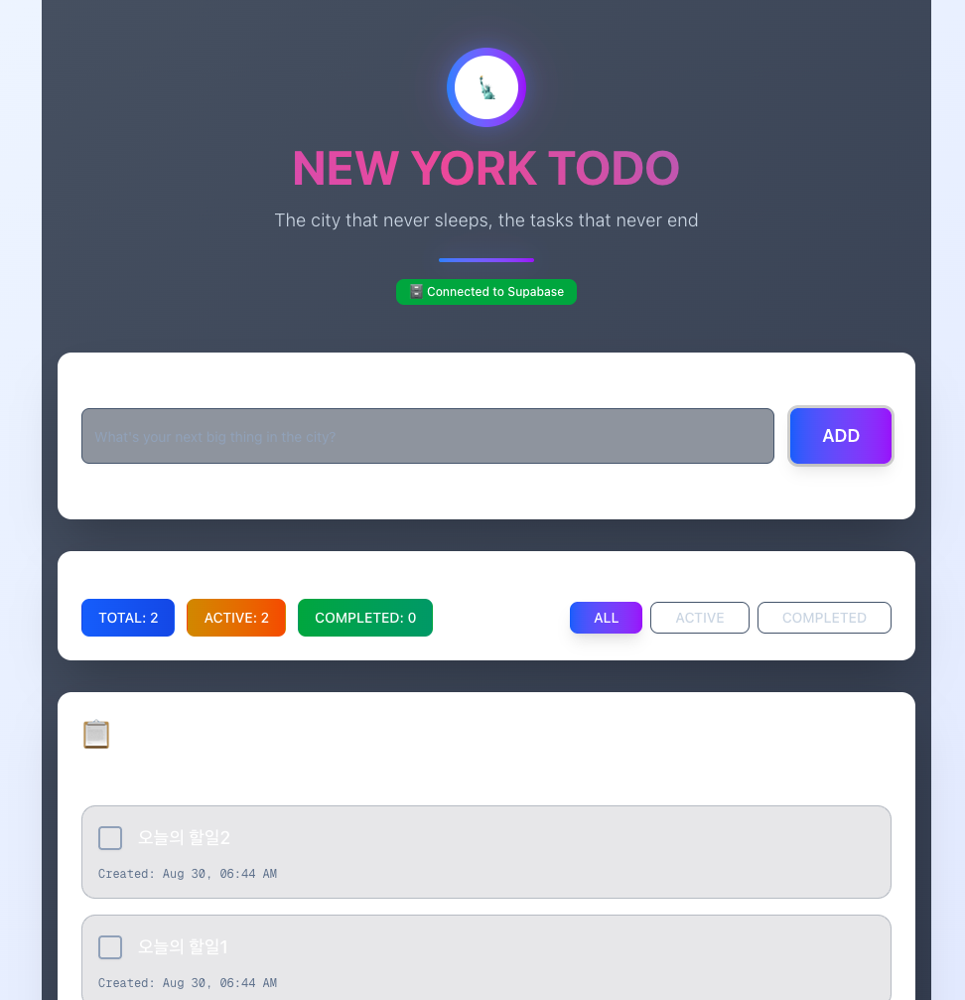 NEW YORK TODO
The city that never sleeps, the tasks that never end
Connected to Supabase
What's your next big thing in the city?
ADD
TOTAL: 2
ACTIVE: 2
COMPLETED: 0
ALL
ACTIVE
COMPLETED
오늘의 할일2
Created: Aug 30, 06:44 AM
오늘의 할일1
Created: Aug 30, 06:44 AM